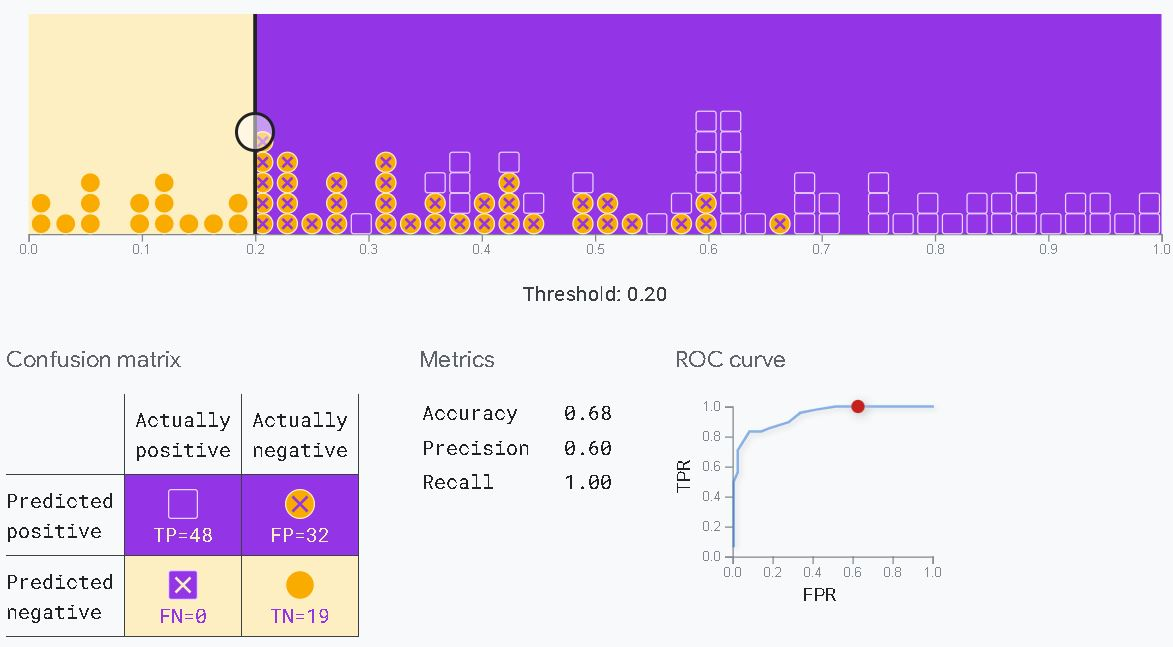 0.0 0.1 0.2 0.3 0.4 0.5 0.6 0.7 0.8 0.9 1.0
Threshold: 0.20
Confusion matrix
Actually positive
Actually negative
Predicted positive
TP=48
FP=32
Predicted negative
FN=0
TN=19
Metrics
Accuracy 0.68
Precision 0.60
Recall 1.00
ROC curve
TPR
1.0
0.8
0.6
0.4
0.2
0.0
0.0 0.2 0.4 0.6 0.8 1.0
FPR